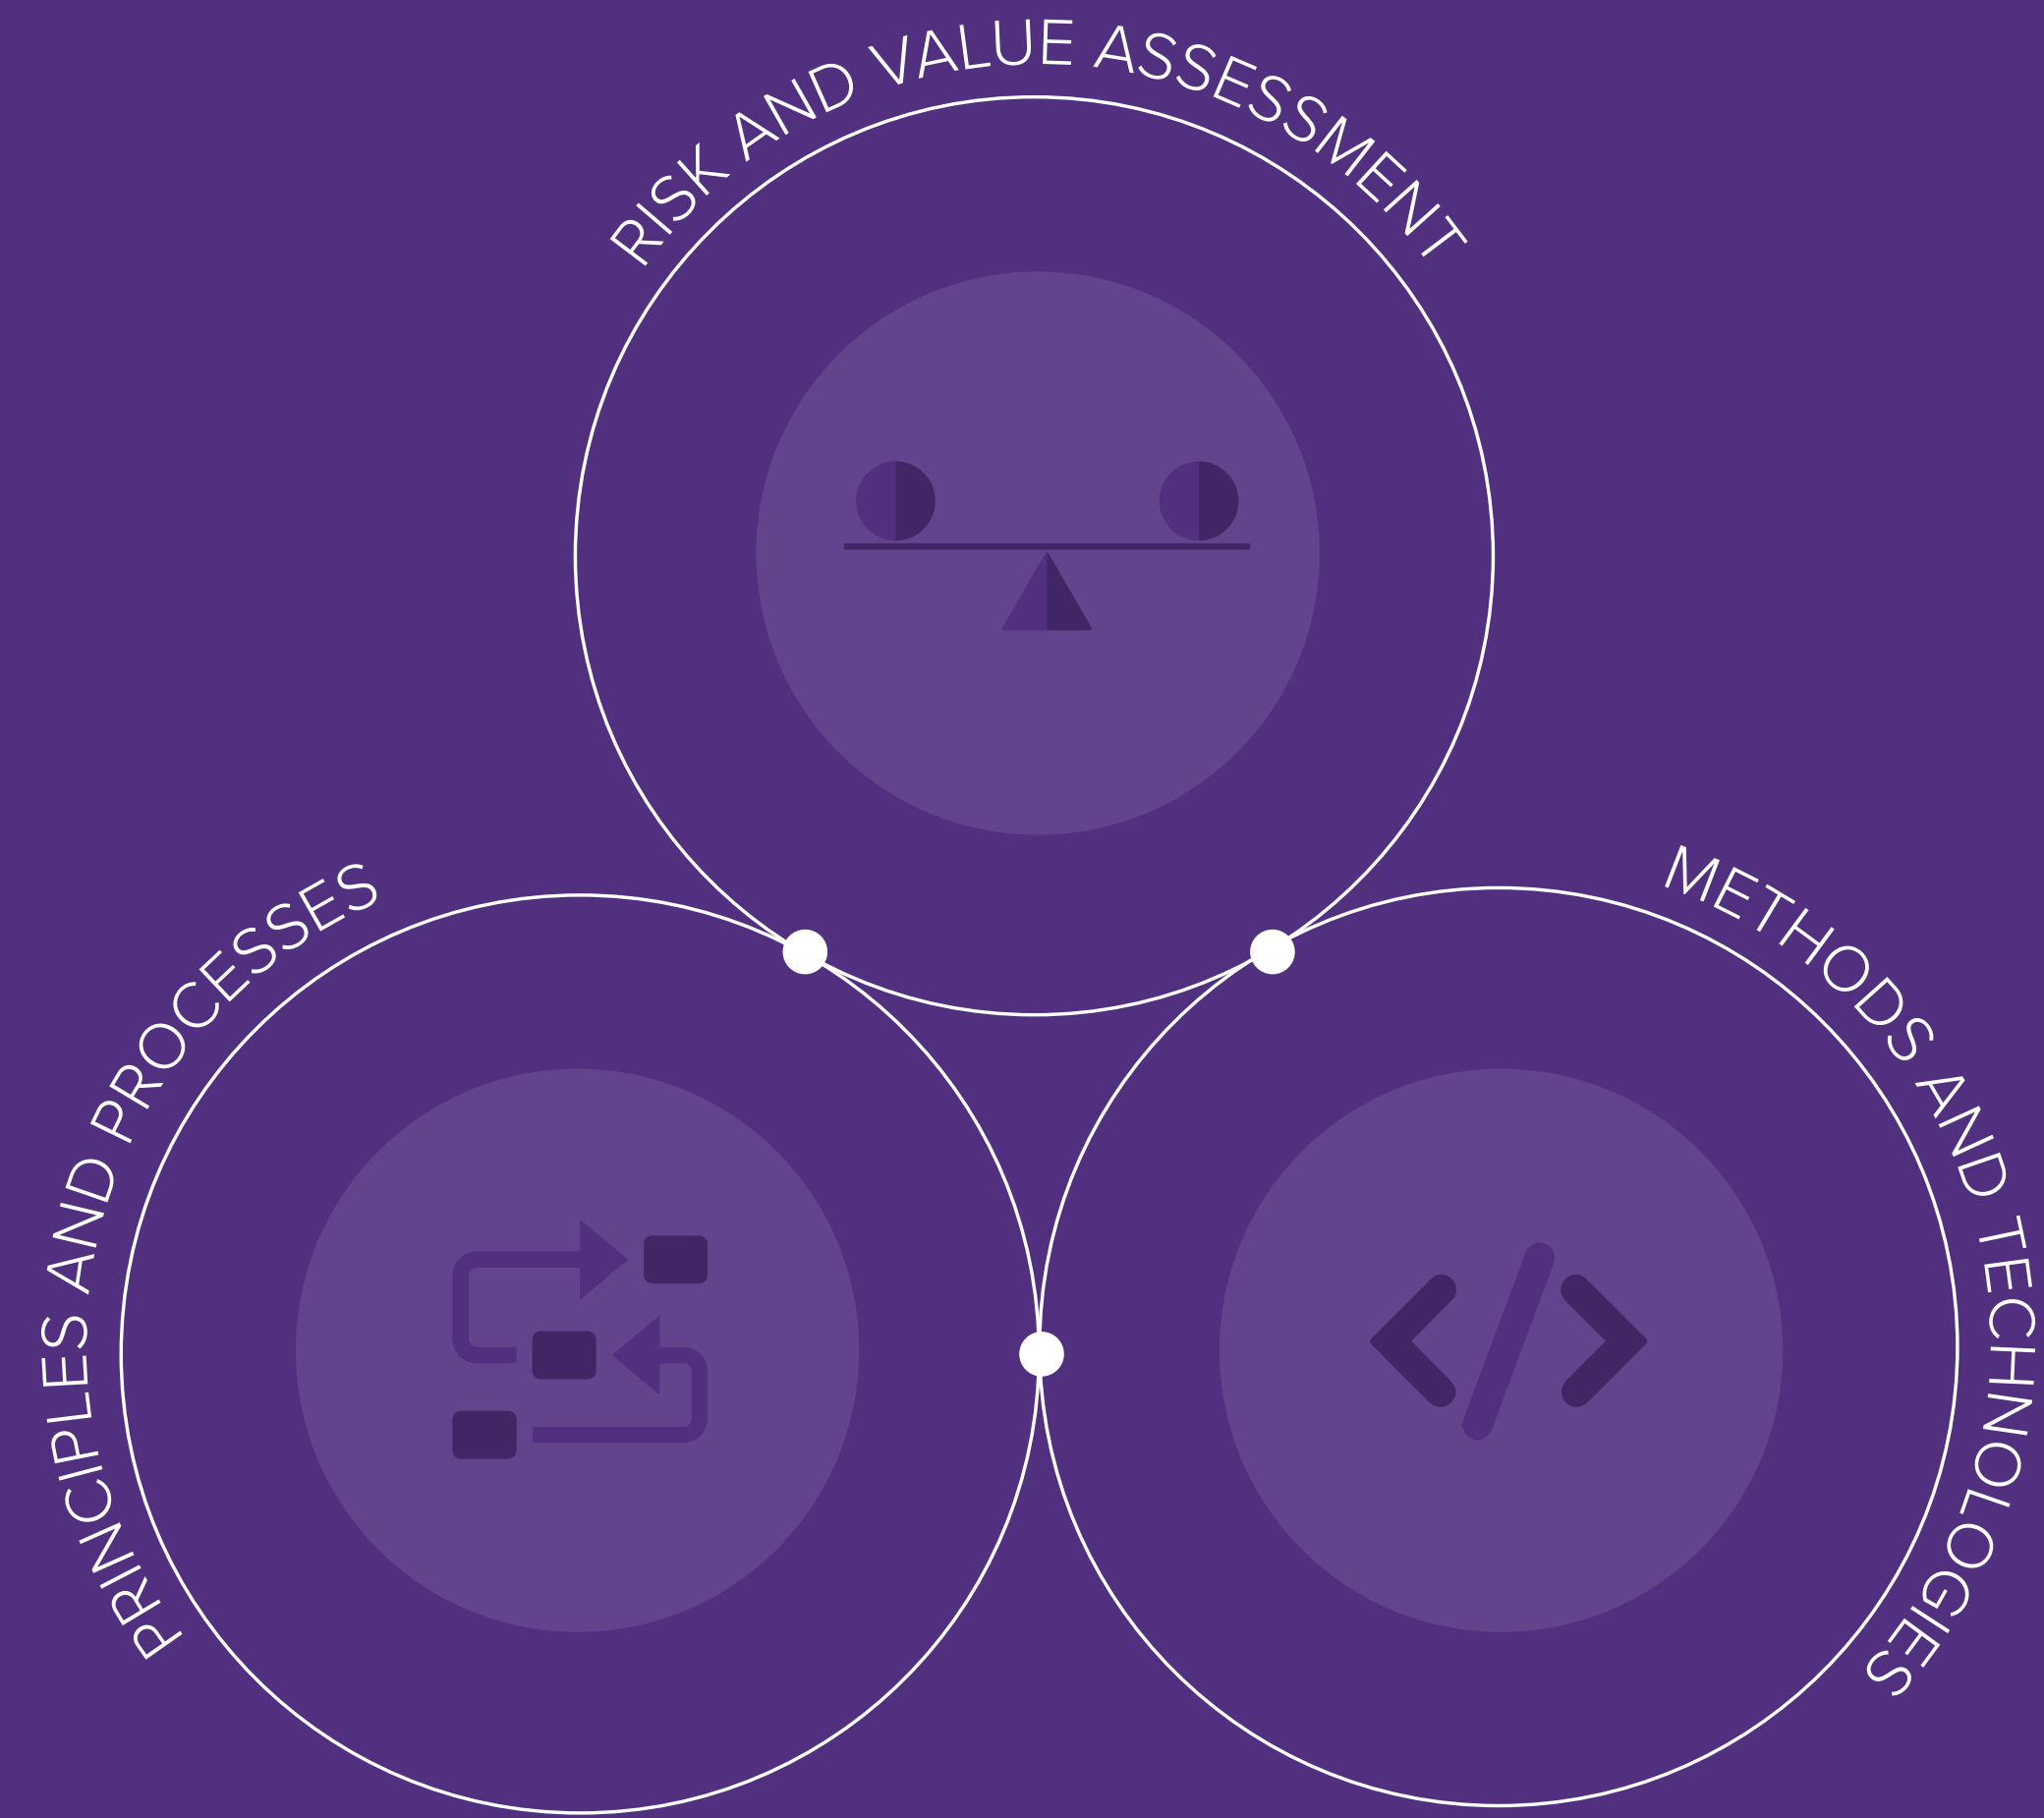 RISK AND VALUE ASSESSMENT
PRINCIPLES AND PROCESSES
METHODS AND TECHNOLOGIES